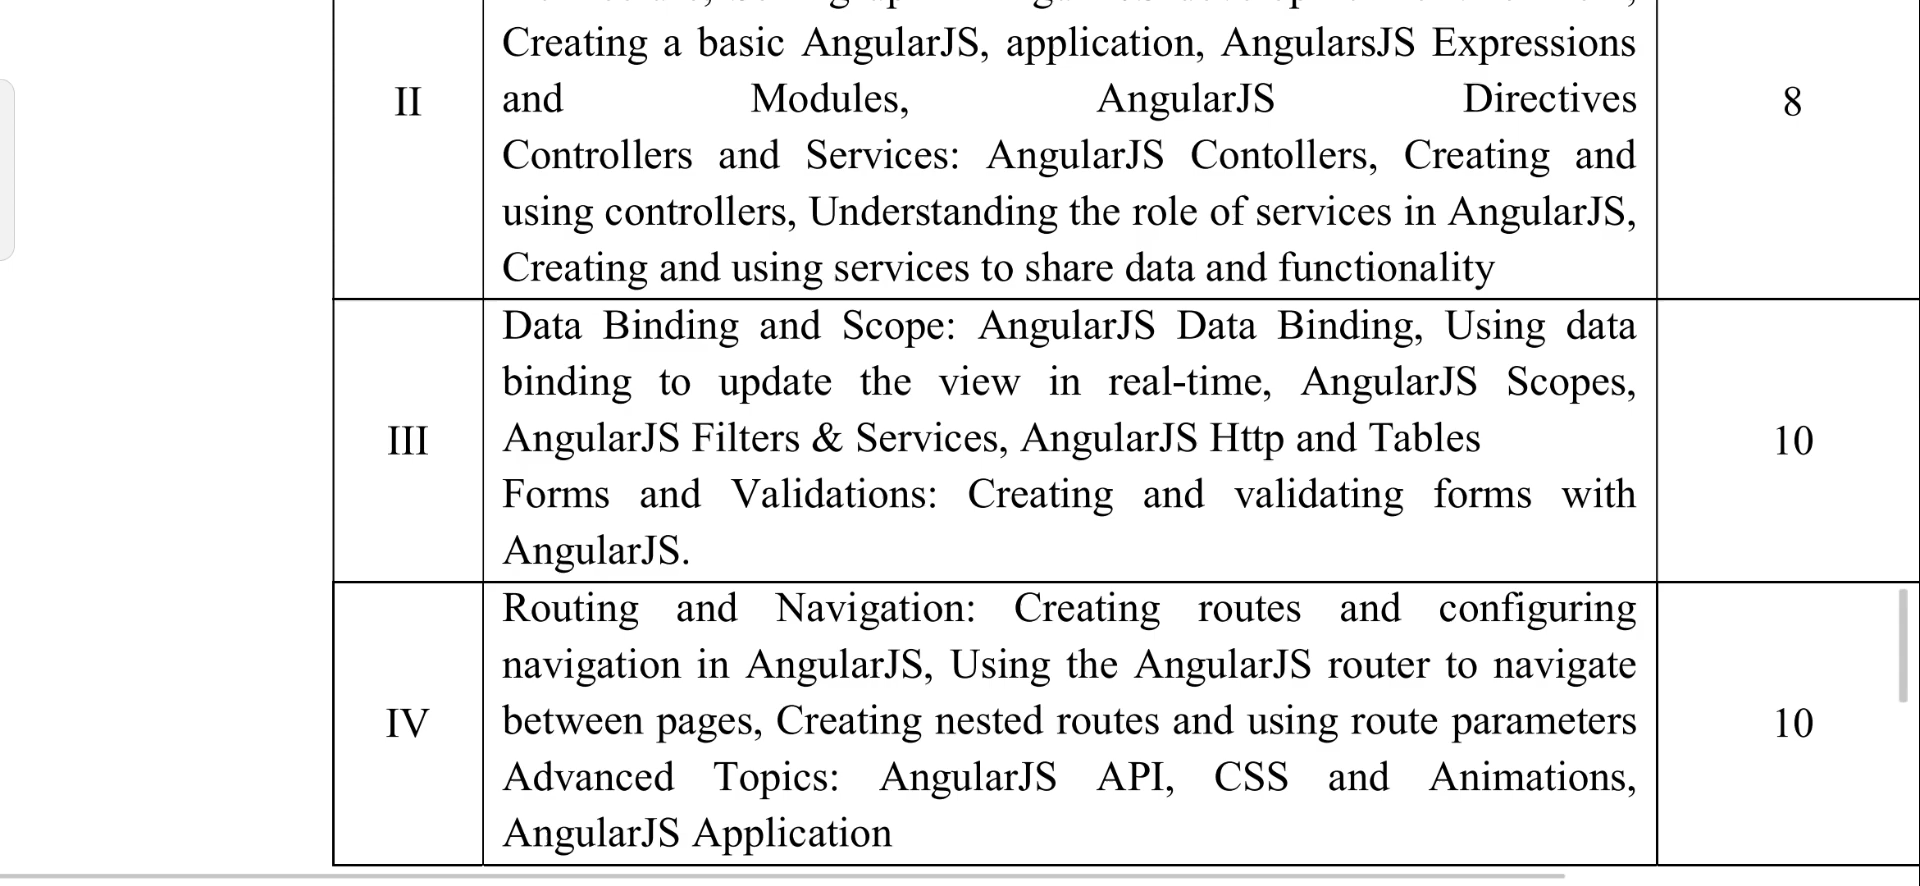 Creating a basic AngularJS, application, AngularsJS Expressions
II
and Modules, AngularJS Directives
8
Controllers and Services: AngularJS Contollers, Creating and
using controllers, Understanding the role of services in AngularJS,
Creating and using services to share data and functionality
Data Binding and Scope: AngularJS Data Binding, Using data
binding to update the view in real-time, AngularJS Scopes,
III
AngularJS Filters & Services, AngularJS Http and Tables
10
Forms and Validations: Creating and validating forms with
AngularJS.
Routing and Navigation: Creating routes and configuring
navigation in AngularJS, Using the AngularJS router to navigate
IV
between pages, Creating nested routes and using route parameters
10
Advanced Topics: AngularJS API, CSS and Animations,
AngularJS Application